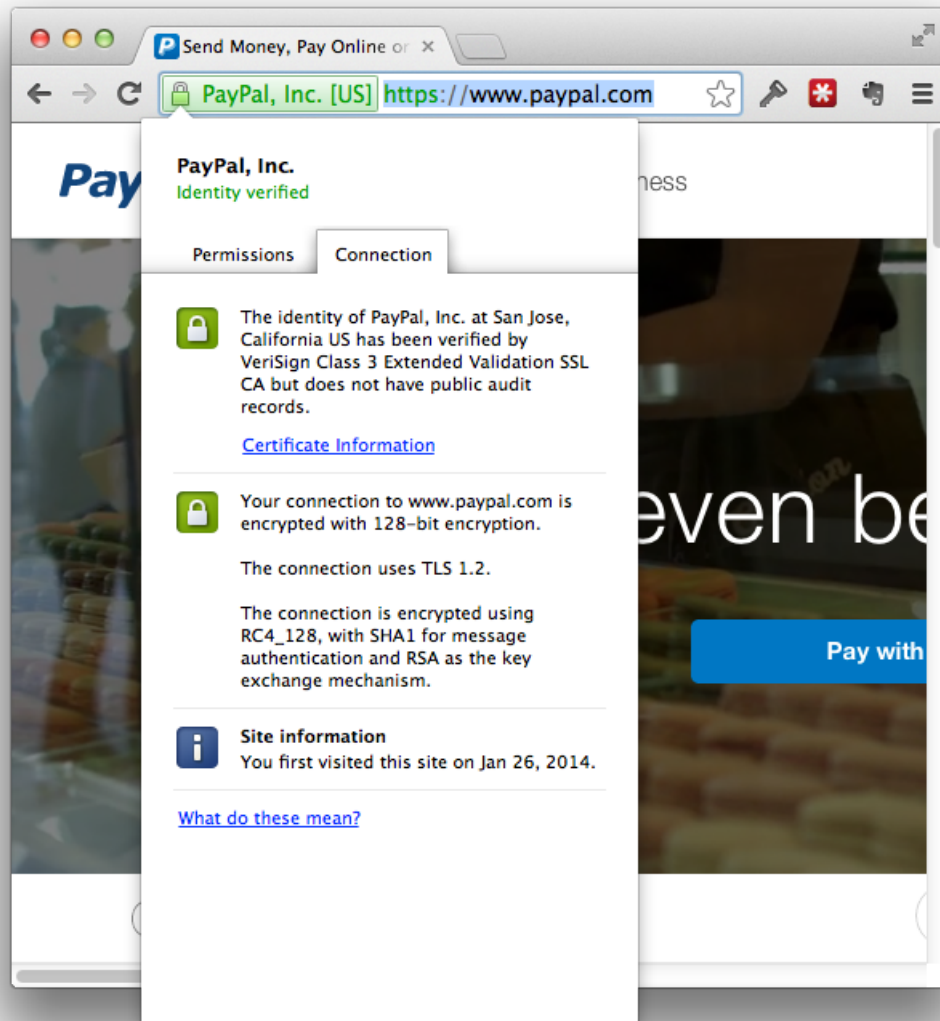 Send Money, Pay Online or
PayPal, Inc. [US] https://www.paypal.com
PayPal, Inc.
Identity verified
Pay
ness
Permissions Connection
The identity of PayPal, Inc. at San Jose,
California US has been verified by
VeriSign Class 3 Extended Validation SSL
CA but does not have public audit
records.
Certificate Information
Your connection to www.paypal.com is
encrypted with 128-bit encryption.
even be
The connection uses TLS 1.2.
The connection is encrypted using
RC4_128, with SHA1 for message
authentication and RSA as the key
exchange mechanism.
Pay with
Site information
You first visited this site on Jan 26, 2014.
What do these mean?